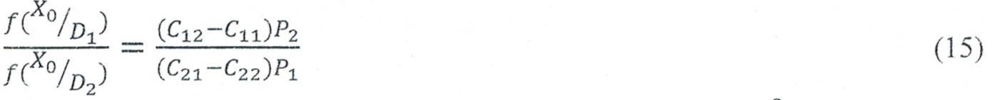 f(X₀/D₁) / f(X₀/D₂) = (C₁₂−C₁₁)P₂ / (C₂₁−C₂₂)P₁ (15)